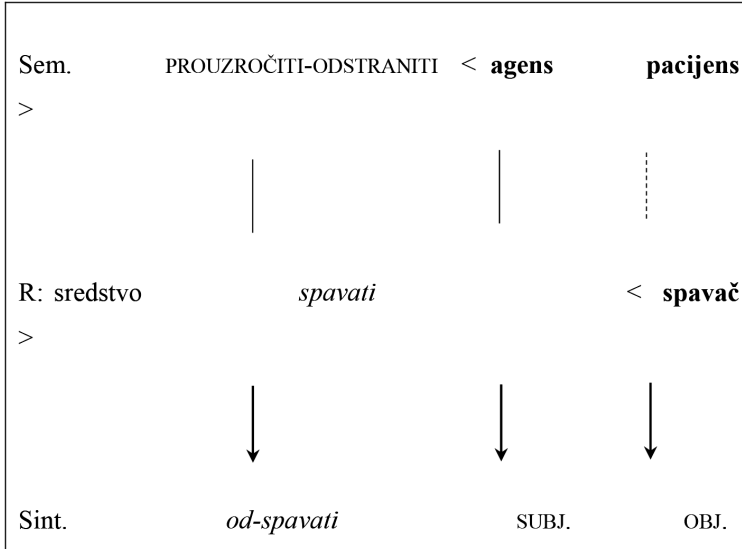 Sem. PROUZROČITI-ODSTRANITI < agens pacijens
>
R: sredstvo spavati < spavač
>
Sint. od-spavati SUBJ. OBJ.